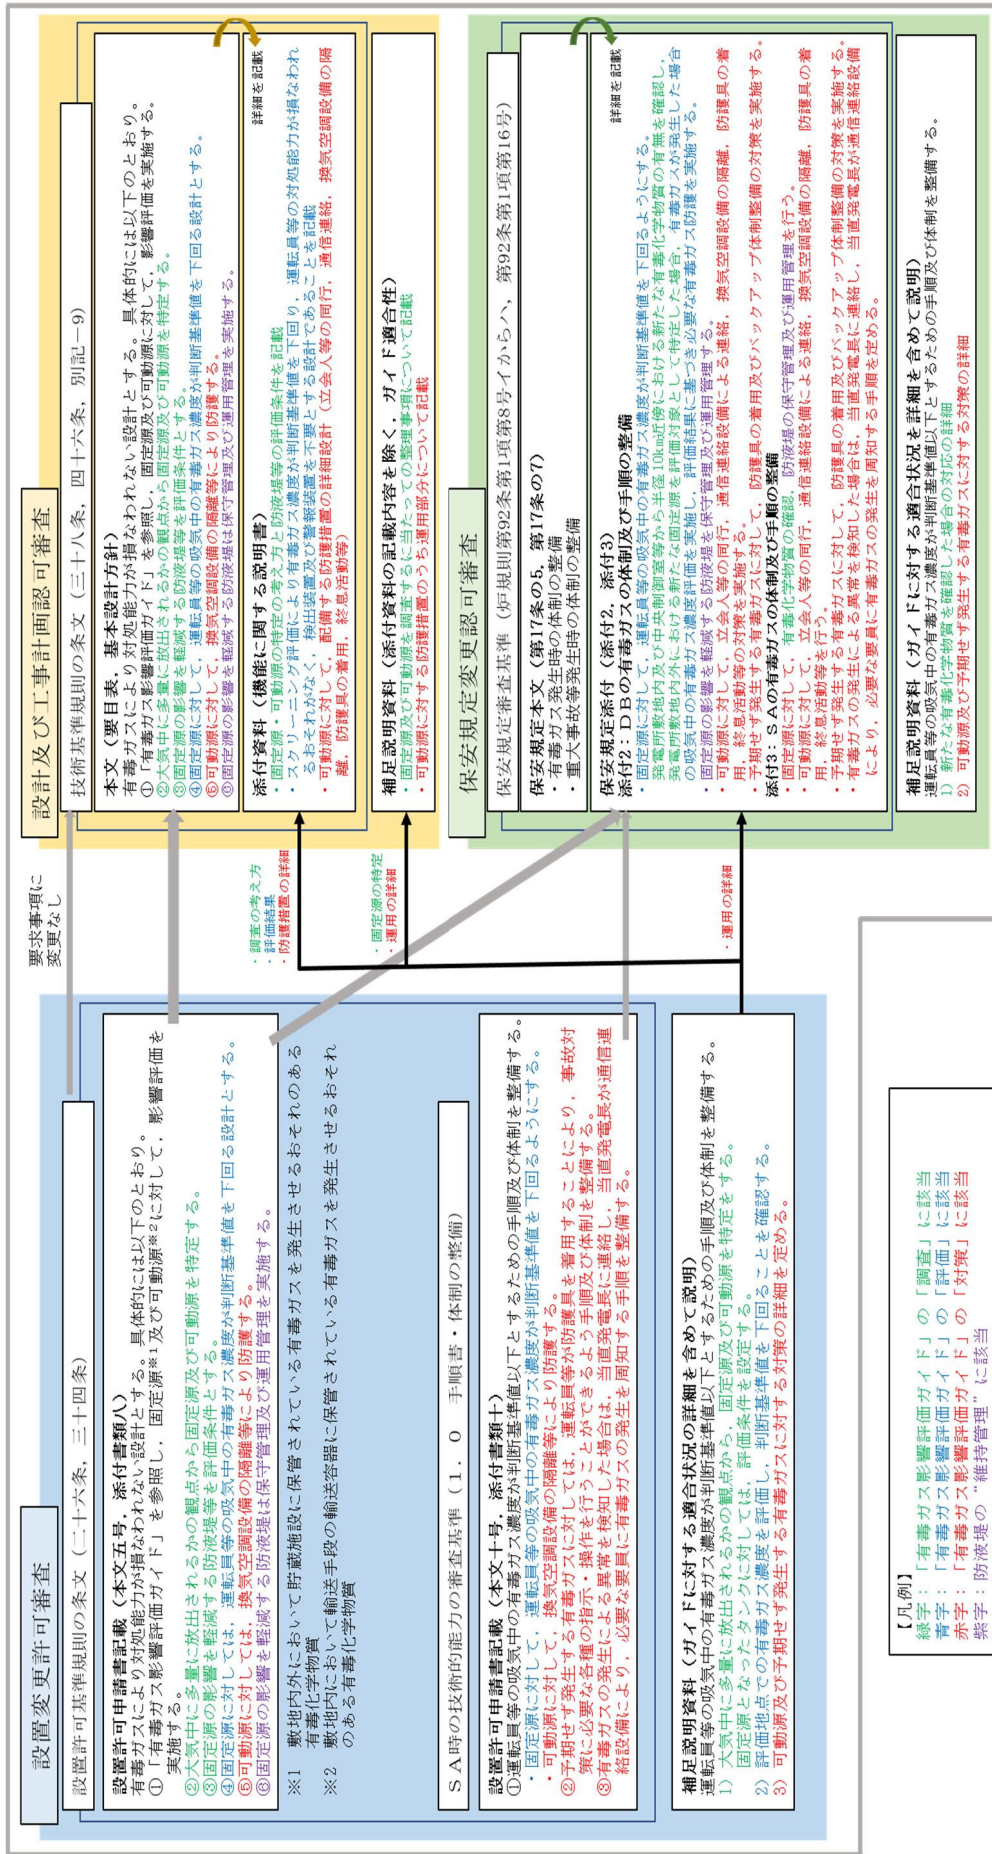 設置変更許可審査
設置許可基準規則の条文（二十六条，三十四条）
設置許可申請書記載（本文五号，添付書類八）
有毒ガスにより対処能力が損なわれない設計とする。具体的には以下のとおり。
①「有毒ガス影響評価ガイド」を参照し，固定源※1及び可動源※2に対して，影響評価を
実施する。
②大気中に多量に放出されるかの観点から固定源及び可動源を特定する。
③固定源の影響を軽減する防液堤等を評価条件とする。
④固定源に対しては，運転員等の吸気中の有毒ガス濃度が判断基準値を下回る設計とする。
⑤可動源に対しては，換気空調設備の隔離等により防護する。
⑥固定源の影響を軽減する防液堤は保守管理及び運用管理を実施する。
※1　敷地内外において貯蔵施設に保管されている有毒ガスを発生させるおそれのある
有毒化学物質
※2　敷地内において輸送手段の輸送容器に保管されている有毒ガスを発生させるおそれ
のある有毒化学物質
ＳＡ時の技術的能力の審査基準（１．０　手順書・体制の整備）
設置許可申請書記載（本文十号，添付書類十）
①運転員等の吸気中の有毒ガス濃度が判断基準値以下とするための手順及び体制を整備する。
・固定源に対して，運転員等の吸気中の有毒ガス濃度が判断基準値を下回るようにする。
・可動源に対して，換気空調設備の隔離等により防護する。
②予期せず発生する有毒ガスに対しては，運転員等が防護具を着用することにより，事故対
策に必要な各種の指示・操作を行うことができるよう手順及び体制を整備する。
③有毒ガスの発生による異常を検知した場合は，当直発電長に連絡し，当直発電長が通信連
絡設備により，必要な要員に有毒ガスの発生を周知する手順を整備する。
補足説明資料（ガイドに対する適合状況の詳細を含めて説明）
運転員等の吸気中の有毒ガス濃度が判断基準値以下とするための手順及び体制を整備する。
1）大気中に多量に放出されるかの観点から，固定源及び可動源を特定をする。
固定源となったタンクに対しては，評価条件を設定する。
2）評価地点での有毒ガス濃度を評価し，判断基準値を下回ることを確認する。
3）可動源及び予期せず発生する有毒ガスに対する対策の詳細を定める。
【凡例】
緑字：「有毒ガス影響評価ガイド」の「調査」に該当
青字：「有毒ガス影響評価ガイド」の「評価」に該当
赤字：「有毒ガス影響評価ガイド」の「対策」に該当
紫字：防液堤の“維持管理”に該当
要求事項に
変更なし
・調査の考え方
・評価結果
・防護措置の詳細
・固定源の特定
・運用の詳細
・運用の詳細
設計及び工事計画認可審査
技術基準規則の条文（三十八条，四十六条，別記－9）
本文（要目表，基本設計方針）
有毒ガスにより対処能力が損なわれない設計とする。具体的には以下のとおり。
①「有毒ガス影響評価ガイド」を参照し，固定源及び可動源に対して，影響評価を実施する。
②大気中に多量に放出されるかの観点から固定源及び可動源を特定する。
③固定源の影響を軽減する防液堤等を評価条件とする。
④固定源に対して，運転員等の吸気中の有毒ガス濃度が判断基準値を下回る設計とする。
⑤可動源に対して，換気空調設備の隔離等により防護する。
⑥固定源の影響を軽減する防液堤は保守管理及び運用管理を実施する。
詳細を記載
添付資料（機能に関する説明書）
・固定源・可動源の特定の考え方と防液堤等の評価条件を記載
・スクリーニング評価により有毒ガス濃度が判断基準値を下回り，運転員等の対処能力が損なわれ
るおそれがなく，検出装置及び警報装置を不要とする設計であることを記載
・可動源に対して，配備する防護措置の詳細設計（立会人等の同行，通信連絡，換気空調設備の隔
離，防護具の着用，終息活動等）
補足説明資料（添付資料の記載内容を除く，ガイド適合性）
・固定源及び可動源を調査するに当たっての整理事項について記載
・可動源に対する防護措置のうち運用部分について記載
保安規定変更認可審査
保安規定審査基準（炉規則第92条第1項第8号イからハ，第92条第1項第16号）
保安規定本文（第17条の5，第17条の7）
・有毒ガス発生時の体制の整備
・重大事故等発生時の体制の整備
詳細を記載
保安規定添付（添付2，添付3）
添付2：ＤＢの有毒ガスの体制及び手順の整備
・固定源に対して，運転員等の吸気中の有毒ガス濃度が判断基準値を下回るようにする。
発電所敷地内及び中央制御室等から半径10km近傍における新たな有毒化学物質の有無を確認し，
発電所敷地内外における新たな固定源を評価対象として特定した場合，有毒ガスが発生した場合
の吸気中の有毒ガス濃度評価を実施し，評価結果に基づき必要な有毒ガス防護を実施する。
・固定源の影響を軽減する防液堤を保守管理及び運用管理する。
・可動源に対して，立会人等の同行，通信連絡設備による連絡，換気空調設備の隔離，防護具の着
用，終息活動等の対策を実施する。
・予期せず発生する有毒ガスに対して，防護具の着用及びバックアップ体制整備の対策を実施する。
添付3：ＳＡの有毒ガスの体制及び手順の整備
・固定源に対して，有毒化学物質の確認，防液堤の保守管理及び運用管理を行う。
・可動源に対して，立会人等の同行，通信連絡設備による連絡，換気空調設備の隔離，防護具の着
用，終息活動等を行う。
・予期せず発生する有毒ガスに対して，防護具の着用及びバックアップ体制整備の対策を実施する。
・有毒ガスの発生による異常を検知した場合は，当直発電長に連絡し，当直発電長が通信連絡設備
により，必要な要員に有毒ガスの発生を周知する手順を定める。
補足説明資料（ガイドに対する適合状況を詳細を含めて説明）
運転員等の吸気中の有毒ガス濃度が判断基準値以下とするための手順及び体制を整備する。
1）新たな有毒化学物質を確認した場合の対応の詳細
2）可動源及び予期せず発生する有毒ガスに対する対策の詳細